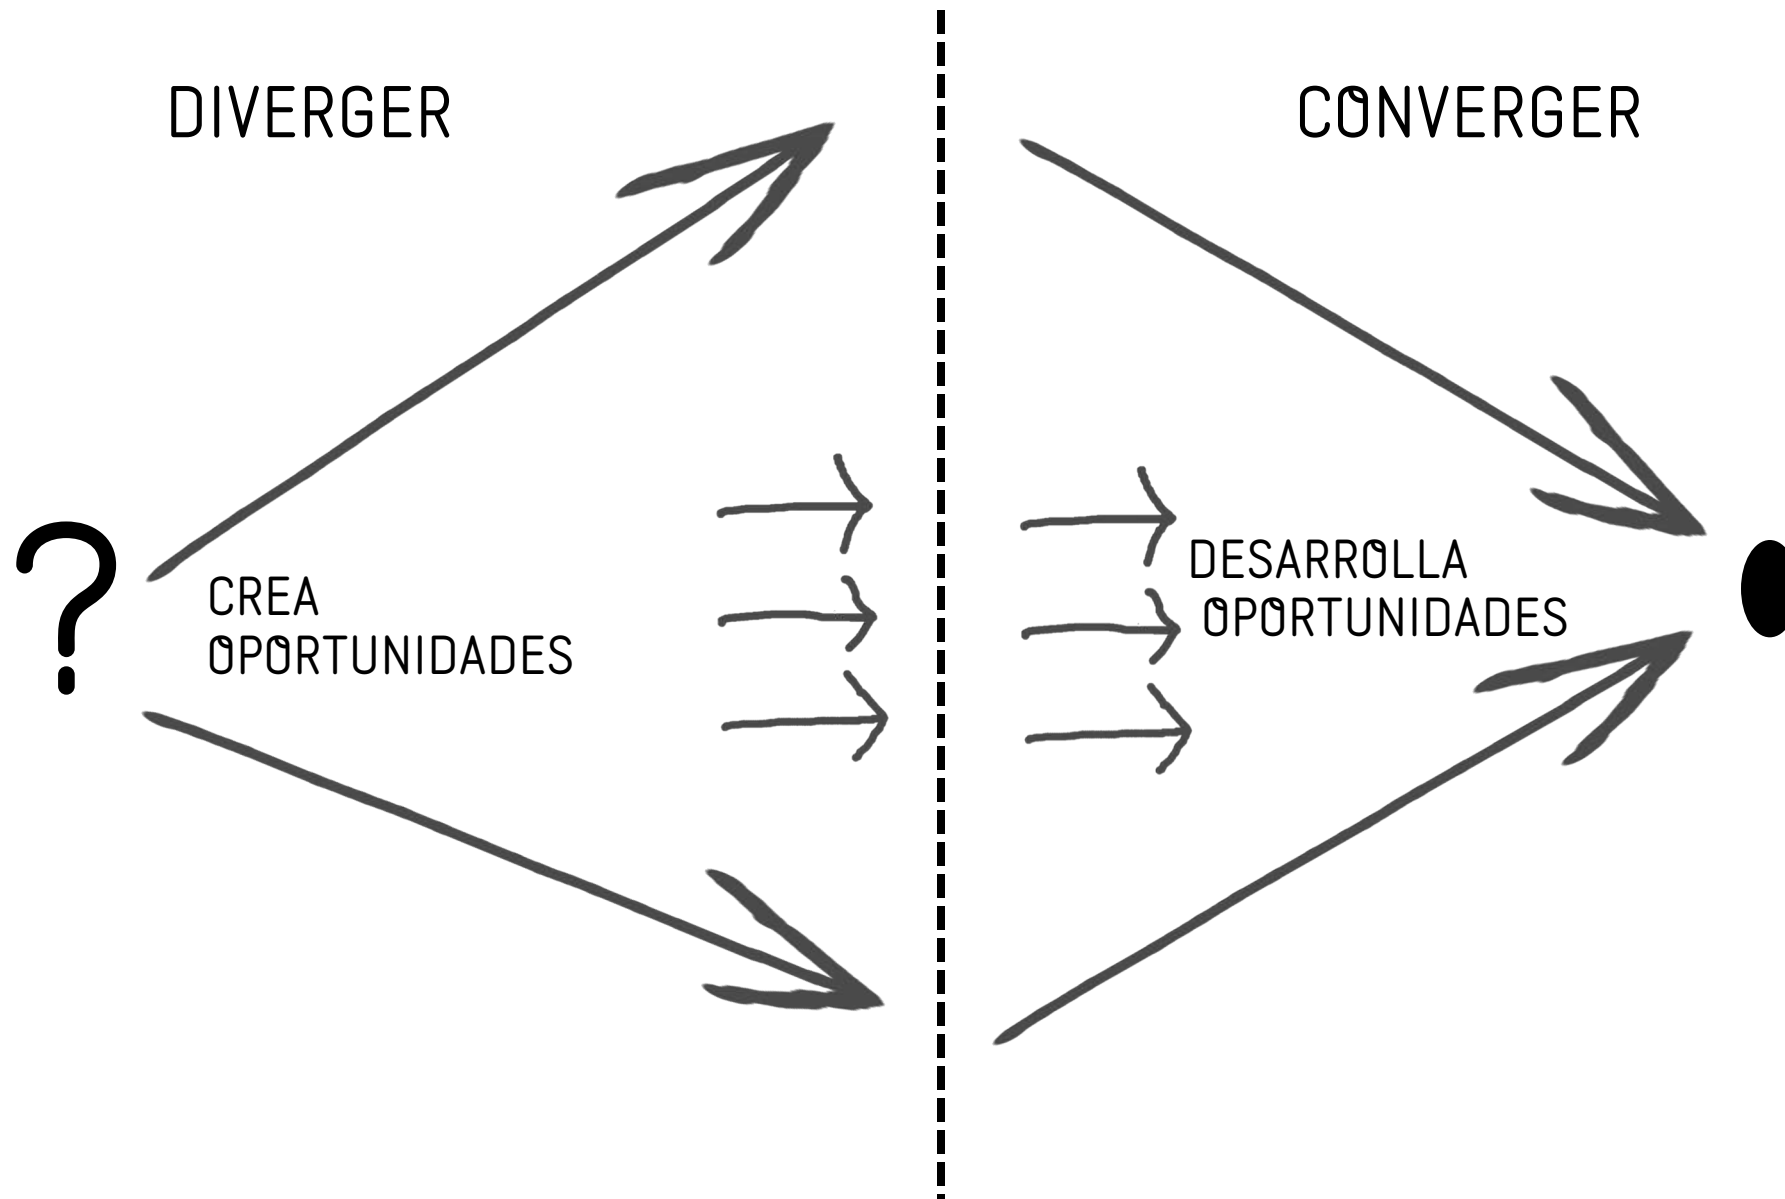 DIVERGER
CONVERGER
?
CREA
OPORTUNIDADES
DESARROLLA
OPORTUNIDADES